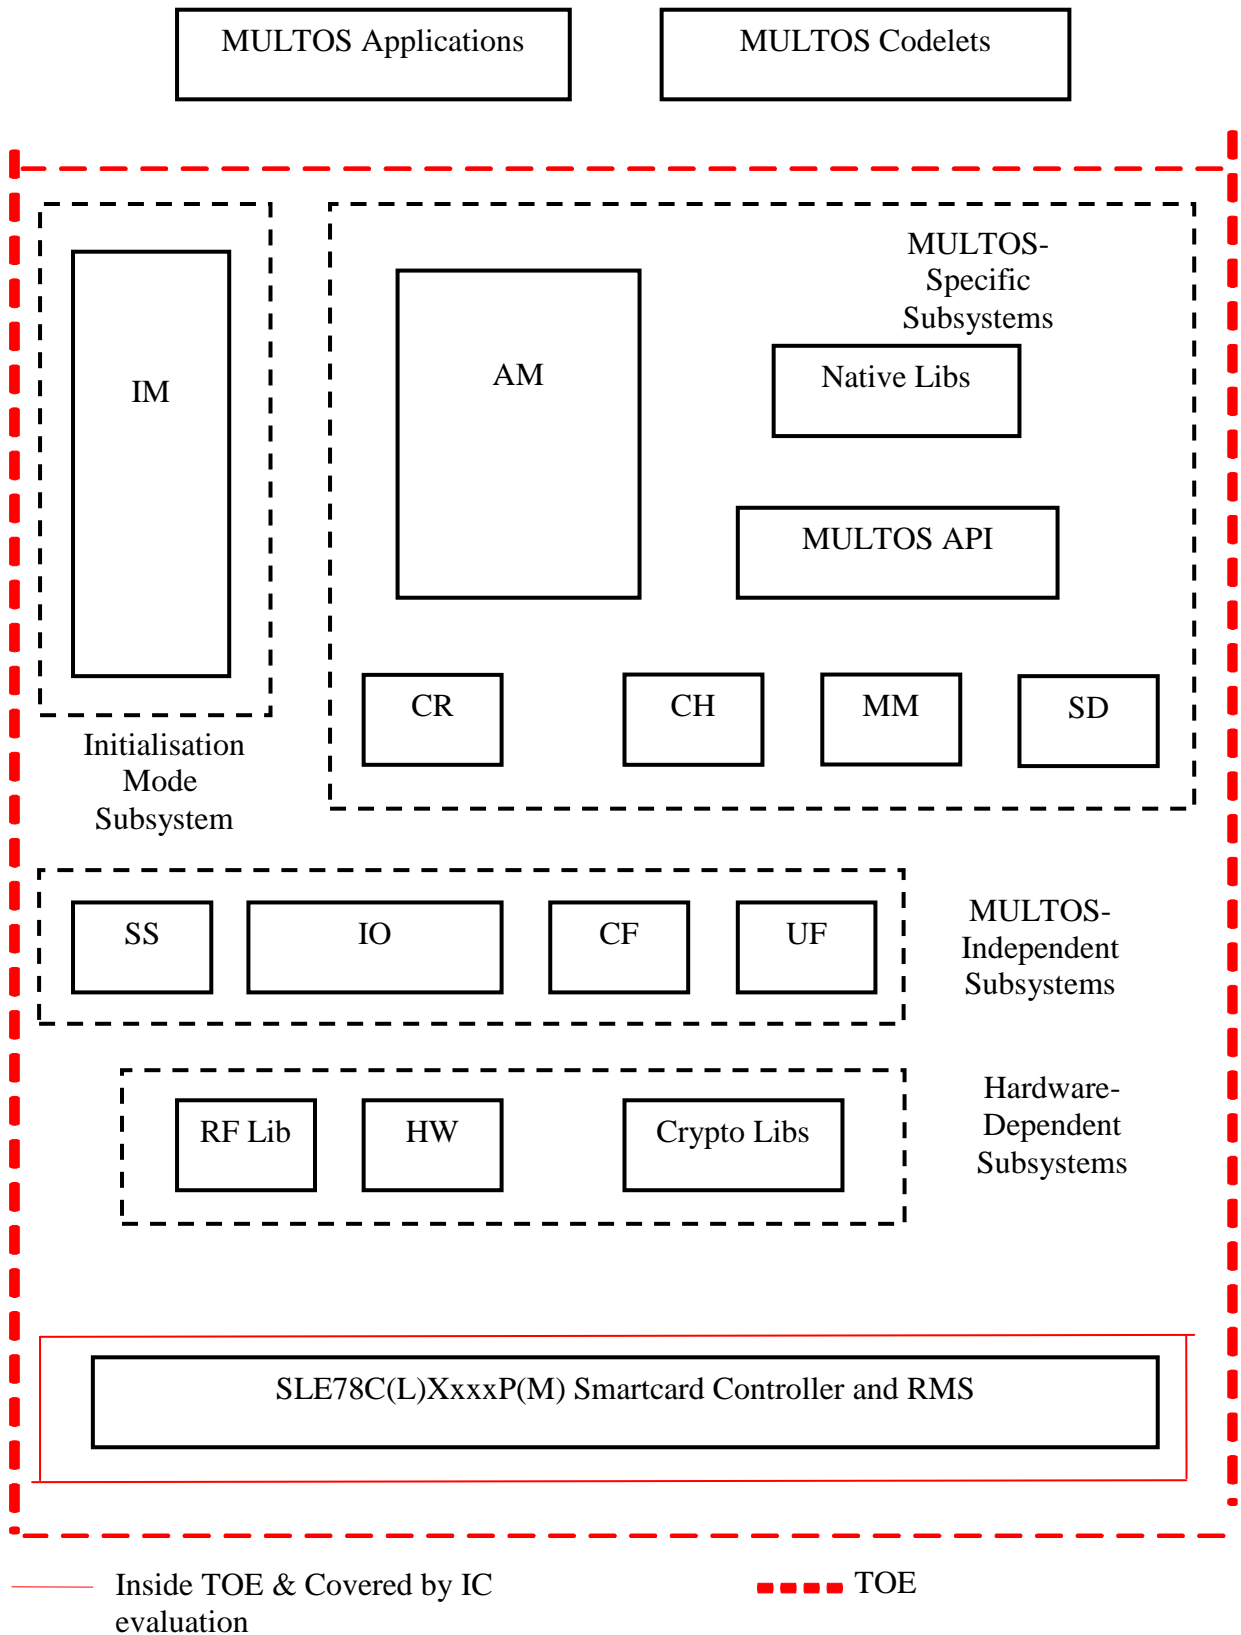 MULTOS Applications
MULTOS Codelets
MULTOS-
Specific
Subsystems
IM
AM
Native Libs
MULTOS API
CR
CH
MM
SD
Initialisation
Mode
Subsystem
SS
IO
CF
UF
MULTOS-
Independent
Subsystems
RF Lib
HW
Crypto Libs
Hardware-
Dependent
Subsystems
SLE78C(L)XxxxP(M) Smartcard Controller and RMS
Inside TOE & Covered by IC
evaluation
TOE